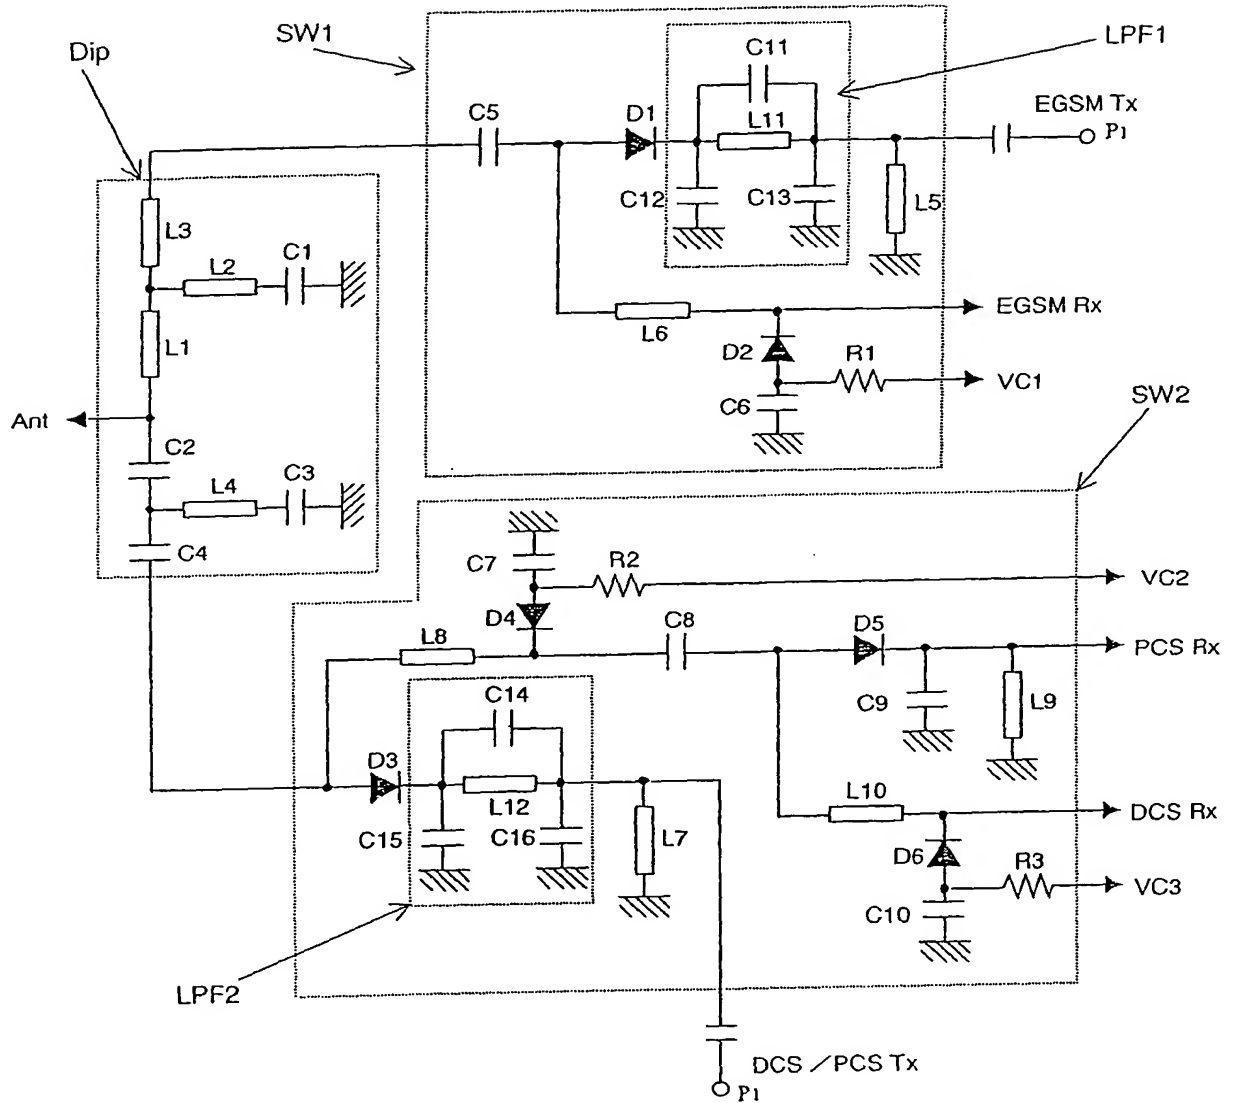 SW1
LPF1
Dip
C11
EGSM Tx
P1
C5
D1
L11
C12
C13
L5
L3
L2
C1
EGSM Rx
L6
L1
D2
R1
VC1
C6
SW2
Ant
C2
L4
C3
C4
C7
R2
VC2
D4
L8
C8
D5
PCS Rx
C14
C9
L9
D3
L12
L10
DCS Rx
C15
C16
L7
D6
R3
VC3
C10
LPF2
DCS / PCS Tx
P1